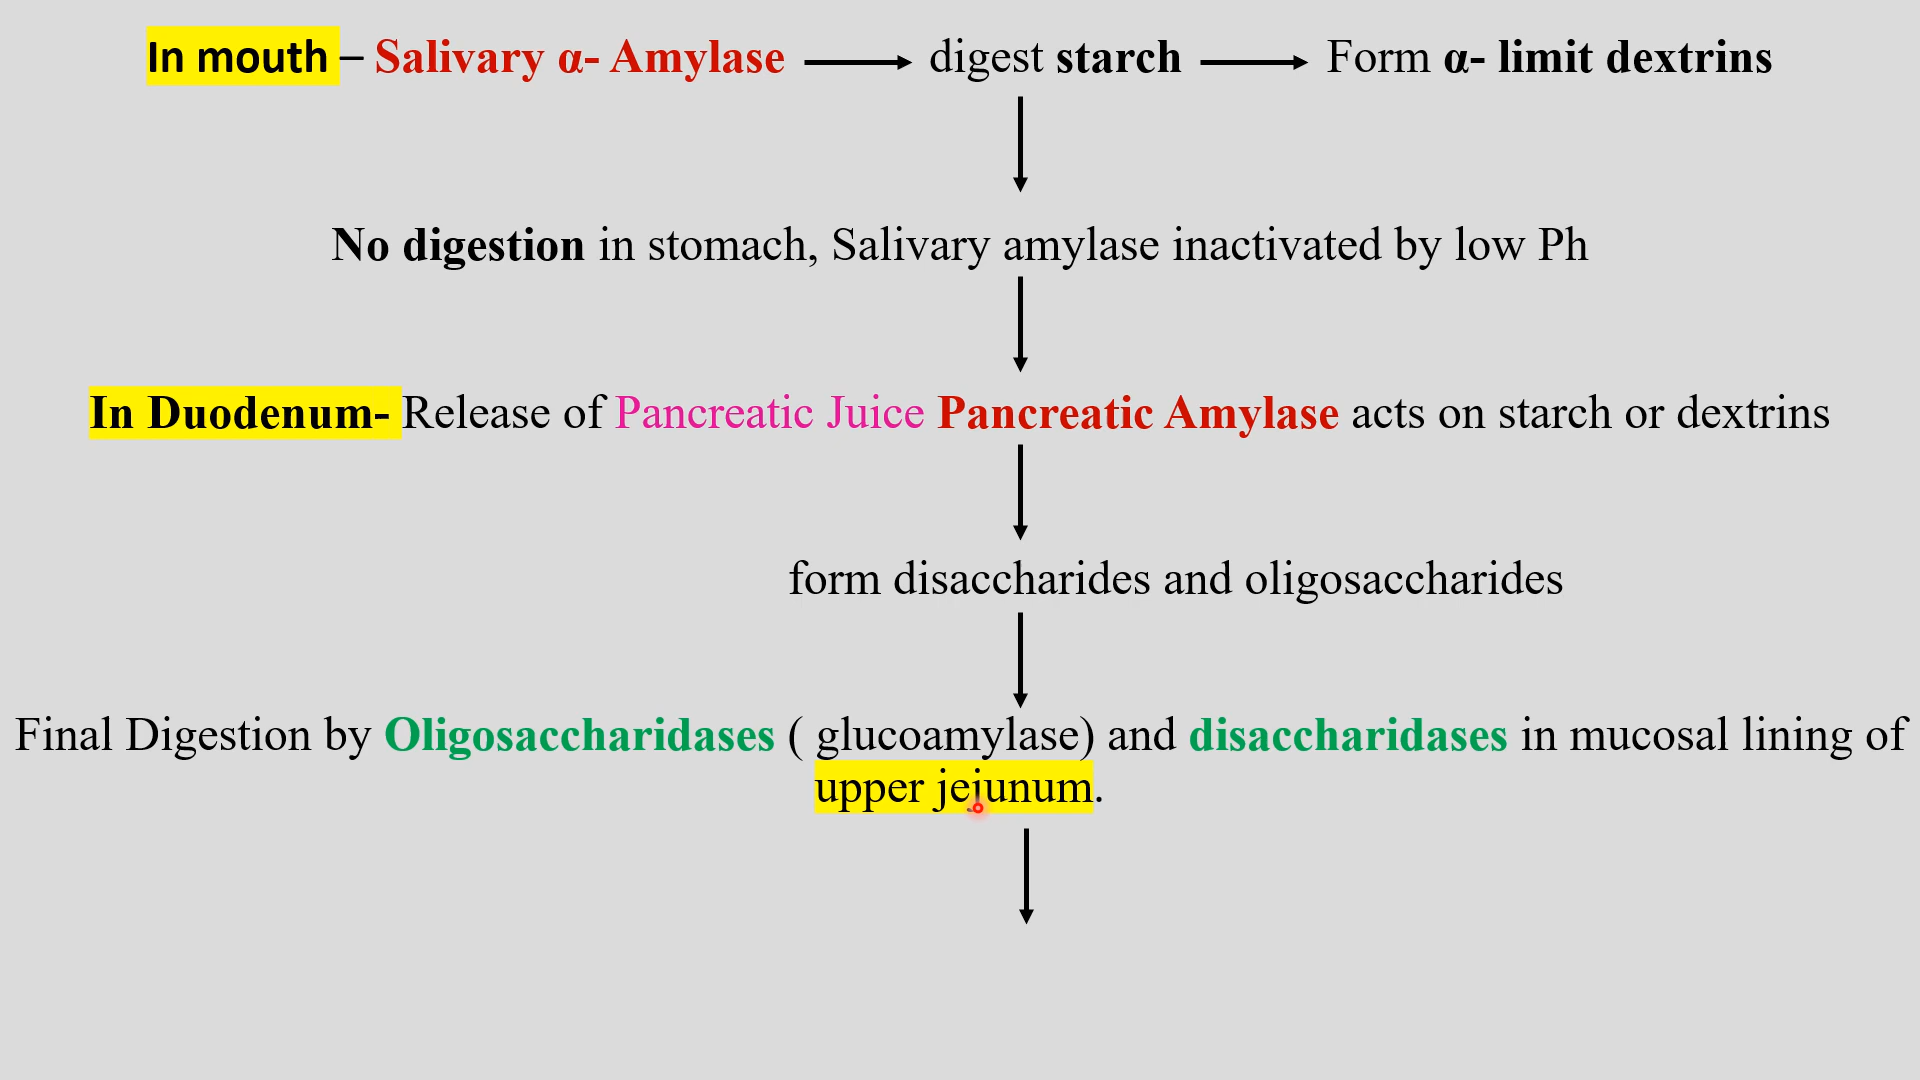 In mouth – Salivary α- Amylase digest starch Form α- limit dextrins
No digestion in stomach, Salivary amylase inactivated by low Ph
In Duodenum- Release of Pancreatic Juice Pancreatic Amylase acts on starch or dextrins
form disaccharides and oligosaccharides
Final Digestion by Oligosaccharidases ( glucoamylase) and disaccharidases in mucosal lining of
upper jejunum.